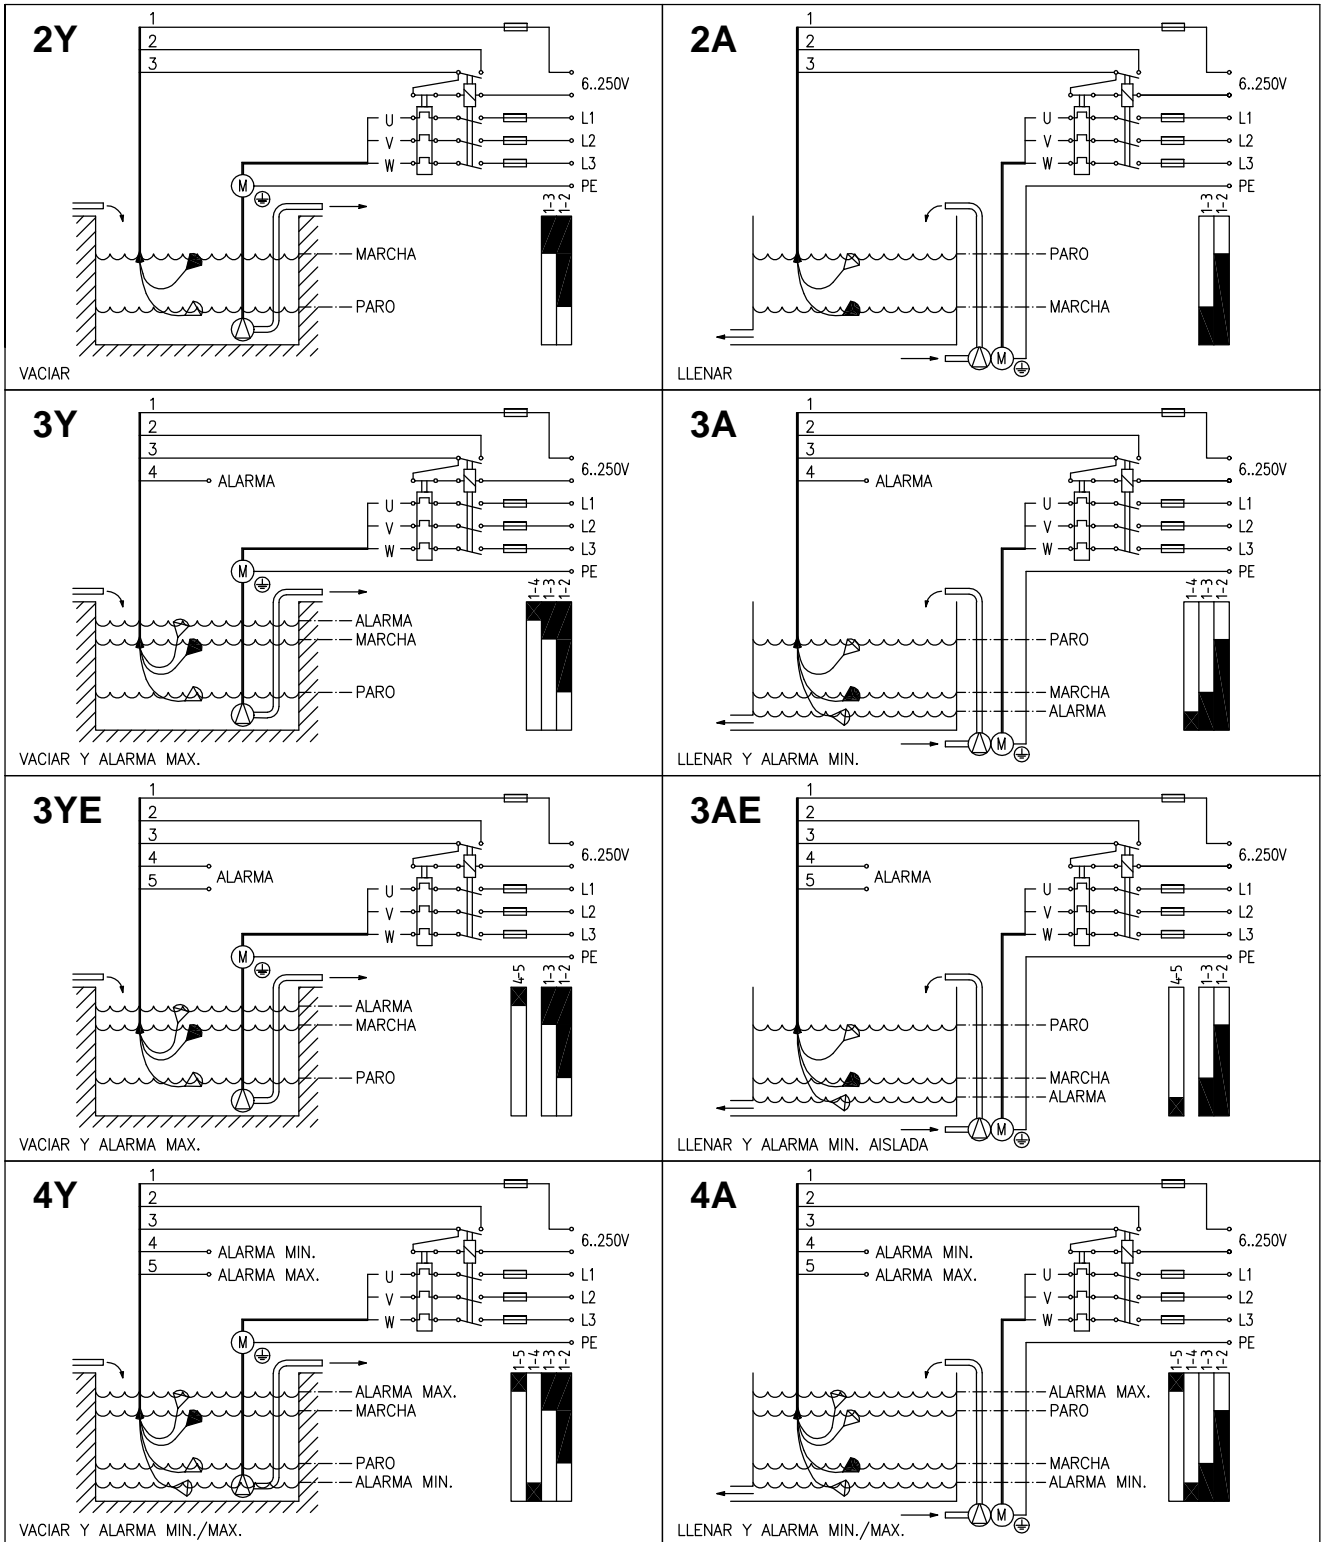 2Y
1
2
3
6..250V
U
L1
V
L2
W
L3
M
PE
1-3
1-2
MARCHA
PARO
VACIAR
2A
1
2
3
6..250V
U
L1
V
L2
W
L3
PE
1-3
1-2
PARO
MARCHA
M
LLENAR
3Y
1
2
3
4
ALARMA
6..250V
U
L1
V
L2
W
L3
M
PE
1-4
1-3
1-2
ALARMA
MARCHA
PARO
VACIAR Y ALARMA MAX.
3A
1
2
3
4
ALARMA
6..250V
U
L1
V
L2
W
L3
PE
1-4
1-3
1-2
PARO
MARCHA
ALARMA
M
LLENAR Y ALARMA MIN.
3YE
1
2
3
4
5
ALARMA
6..250V
U
L1
V
L2
W
L3
M
PE
4-5
1-3
1-2
ALARMA
MARCHA
PARO
VACIAR Y ALARMA MAX.
3AE
1
2
3
4
5
ALARMA
6..250V
U
L1
V
L2
W
L3
PE
4-5
1-3
1-2
PARO
MARCHA
ALARMA
M
LLENAR Y ALARMA MIN. AISLADA
4Y
1
2
3
4
ALARMA MIN.
5
ALARMA MAX.
6..250V
U
L1
V
L2
W
L3
M
PE
1-5
1-4
1-3
1-2
ALARMA MAX.
MARCHA
PARO
ALARMA MIN.
VACIAR Y ALARMA MIN./MAX.
4A
1
2
3
4
ALARMA MIN.
5
ALARMA MAX.
6..250V
U
L1
V
L2
W
L3
PE
1-5
1-4
1-3
1-2
ALARMA MAX.
PARO
MARCHA
ALARMA MIN.
M
LLENAR Y ALARMA MIN./MAX.